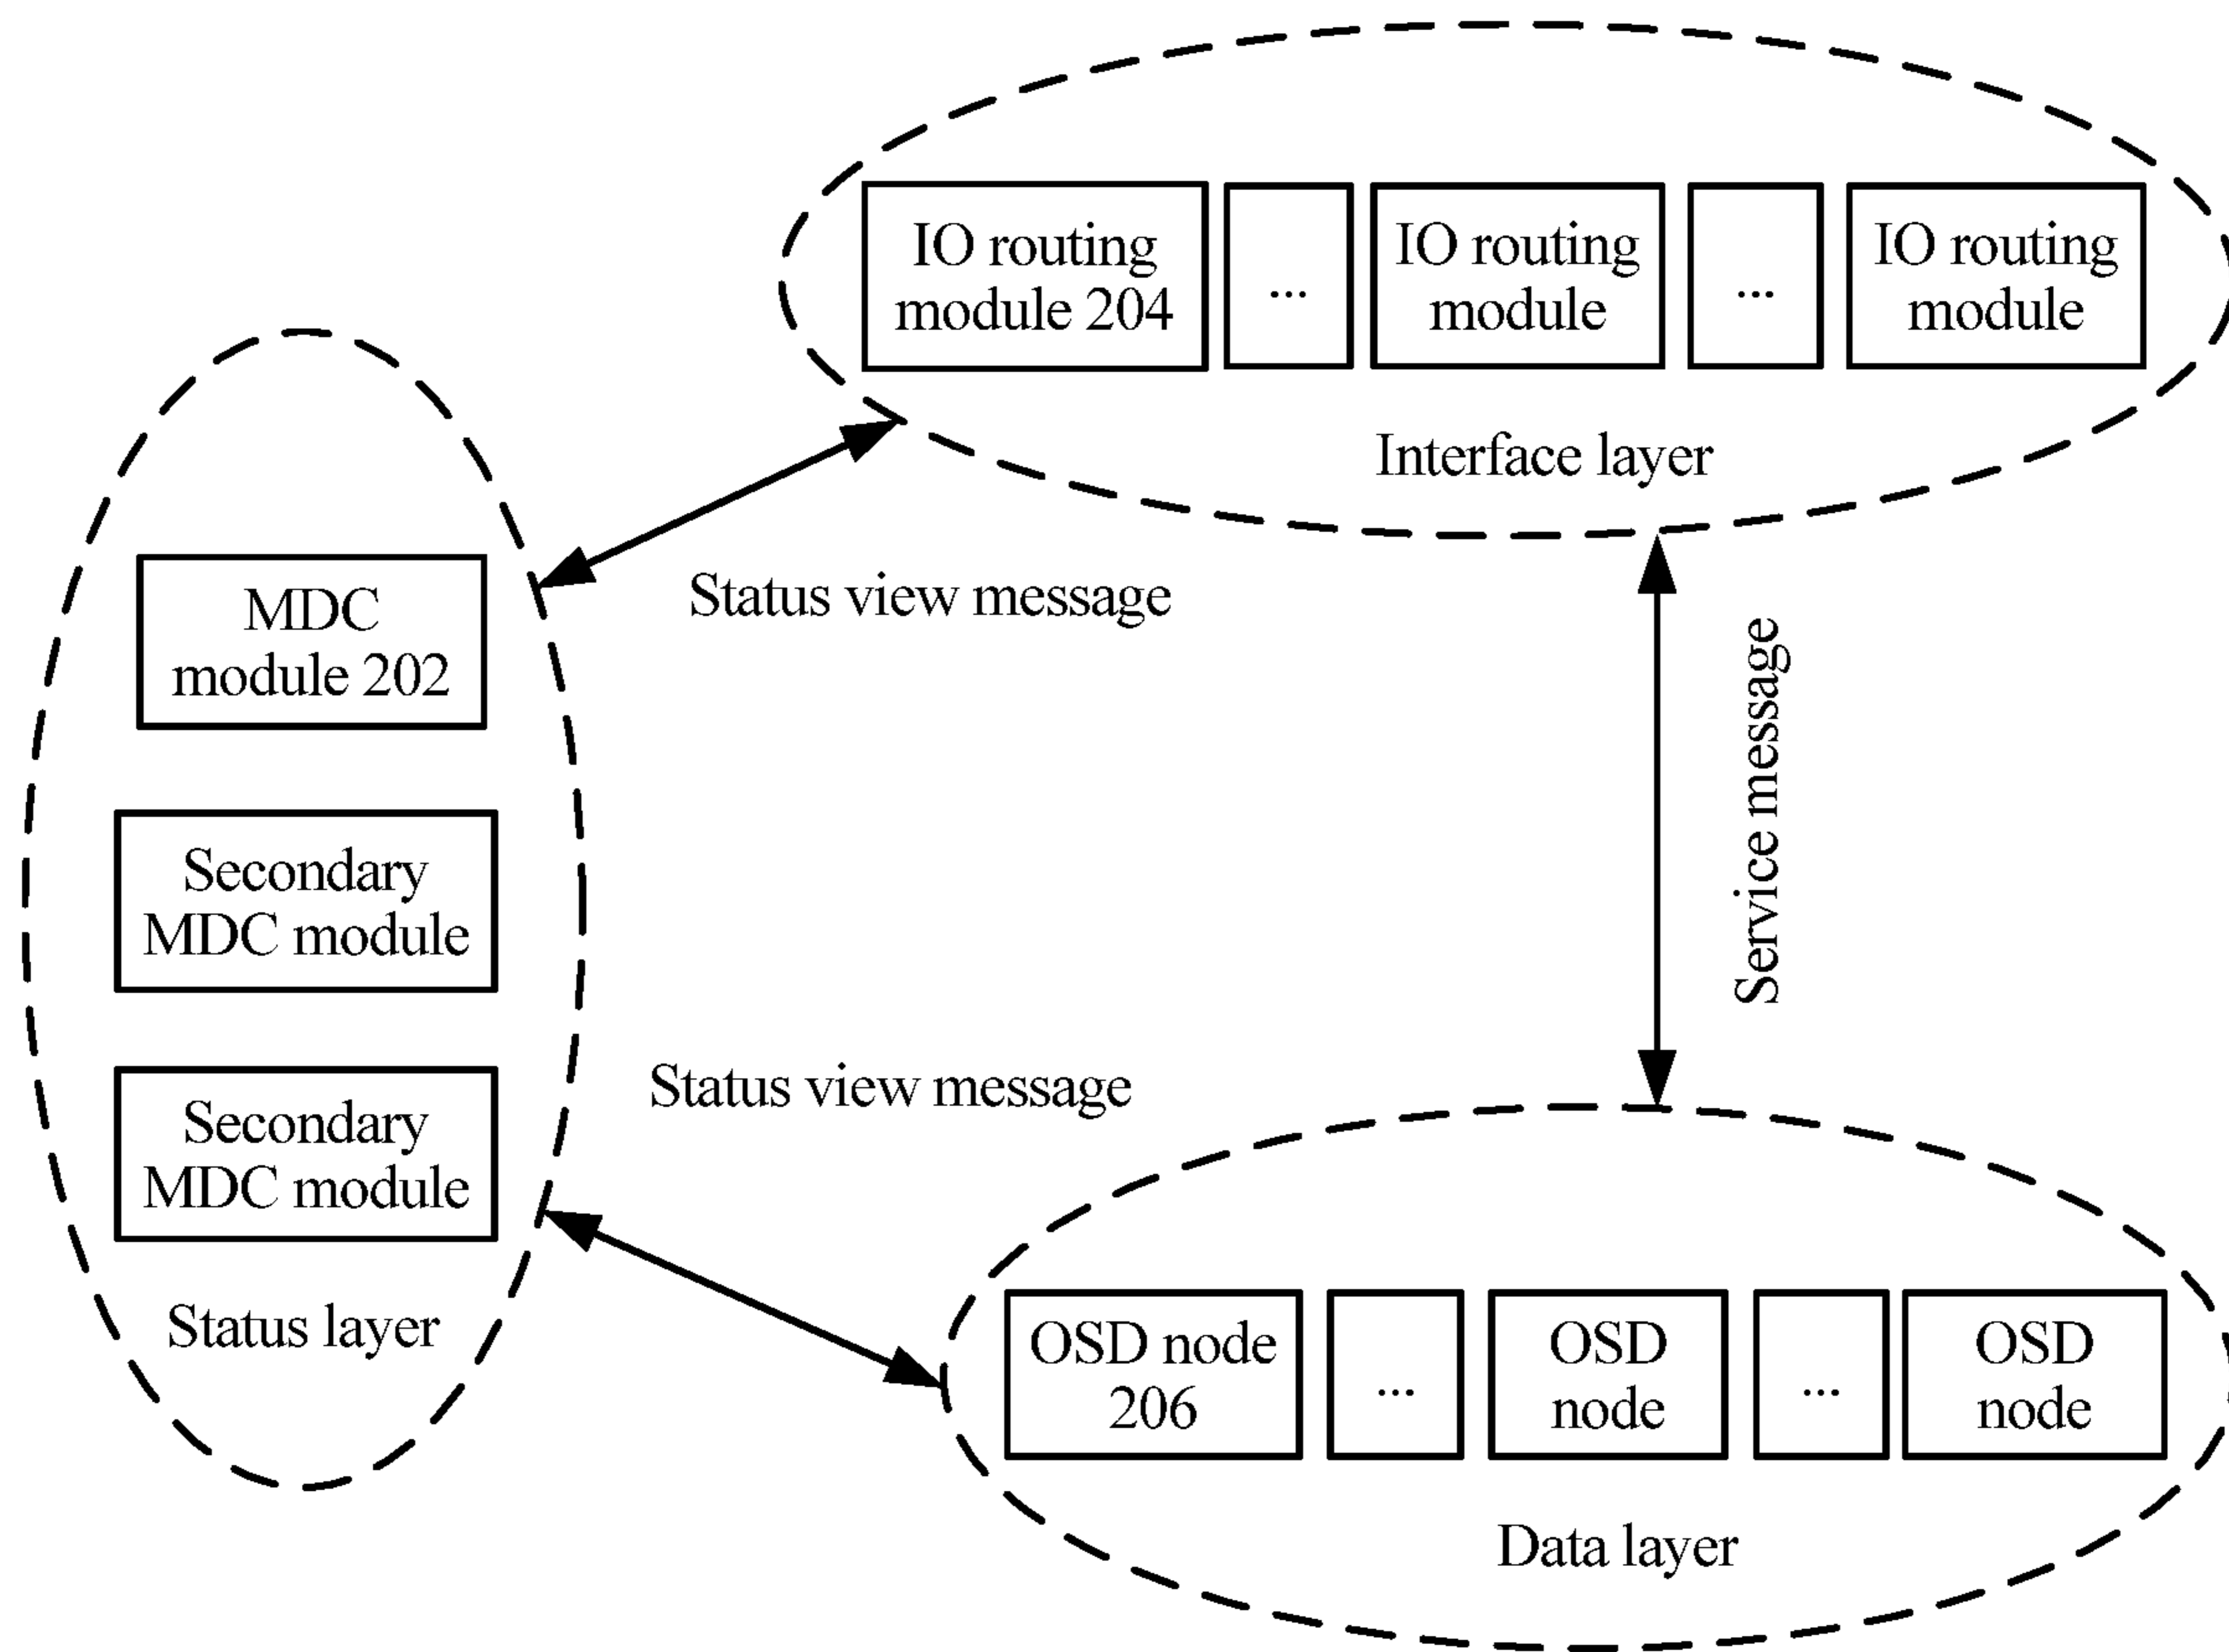 IO routing
module 204
...
IO routing
module
...
IO routing
module
Interface layer
MDC
module 202
Secondary
MDC module
Secondary
MDC module
Status layer
Status view message
Service message
Status view message
OSD node
206
...
OSD
node
...
OSD
node
Data layer